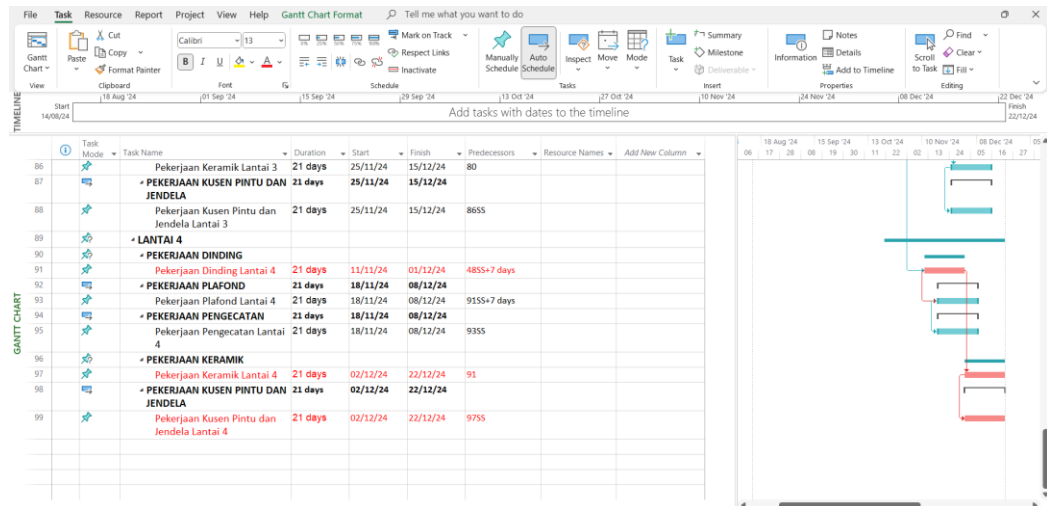 File Task Resource Report Project View Help Gantt Chart Format Tell me what you want to do
Gantt Chart
View
Paste
Cut
Copy
Format Painter
Clipboard
Calibri 13
B I U A
Font
0% 25% 50% 75% 100%
Mark on Track
Respect Links
Inactivate
Schedule
Manually Schedule
Auto Schedule
Inspect
Move
Mode
Tasks
Task
Summary
Milestone
Deliverable
Insert
Information
Notes
Details
Add to Timeline
Properties
Scroll to Task
Find
Clear
Fill
Editing
TIMELINE
18 Aug '24 01 Sep '24 15 Sep '24 29 Sep '24 13 Oct '24 27 Oct '24 10 Nov '24 24 Nov '24 08 Dec '24 22 Dec '24
Start
14/08/24
Add tasks with dates to the timeline
Finish
22/12/24
GANTT CHART
Task Mode Task Name Duration Start Finish Predecessors Resource Names Add New Column
86 Pekerjaan Keramik Lantai 3 21 days 25/11/24 15/12/24 80
87 PEKERJAAN KUSEN PINTU DAN 21 days 25/11/24 15/12/24
JENDELA
88 Pekerjaan Kusen Pintu dan 21 days 25/11/24 15/12/24 86SS
Jendela Lantai 3
89 LANTAI 4
90 PEKERJAAN DINDING
91 Pekerjaan Dinding Lantai 4 21 days 11/11/24 01/12/24 48SS+7 days
92 PEKERJAAN PLAFOND 21 days 18/11/24 08/12/24
93 Pekerjaan Plafond Lantai 4 21 days 18/11/24 08/12/24 91SS+7 days
94 PEKERJAAN PENGECATAN 21 days 18/11/24 08/12/24
95 Pekerjaan Pengecatan Lantai 21 days 18/11/24 08/12/24 93SS
4
96 PEKERJAAN KERAMIK
97 Pekerjaan Keramik Lantai 4 21 days 02/12/24 22/12/24 91
98 PEKERJAAN KUSEN PINTU DAN 21 days 02/12/24 22/12/24
JENDELA
99 Pekerjaan Kusen Pintu dan 21 days 02/12/24 22/12/24 97SS
Jendela Lantai 4
18 Aug '24 15 Sep '24 13 Oct '24 10 Nov '24 08 Dec '24 05
06 17 28 08 19 30 11 22 02 13 24 05 16 27